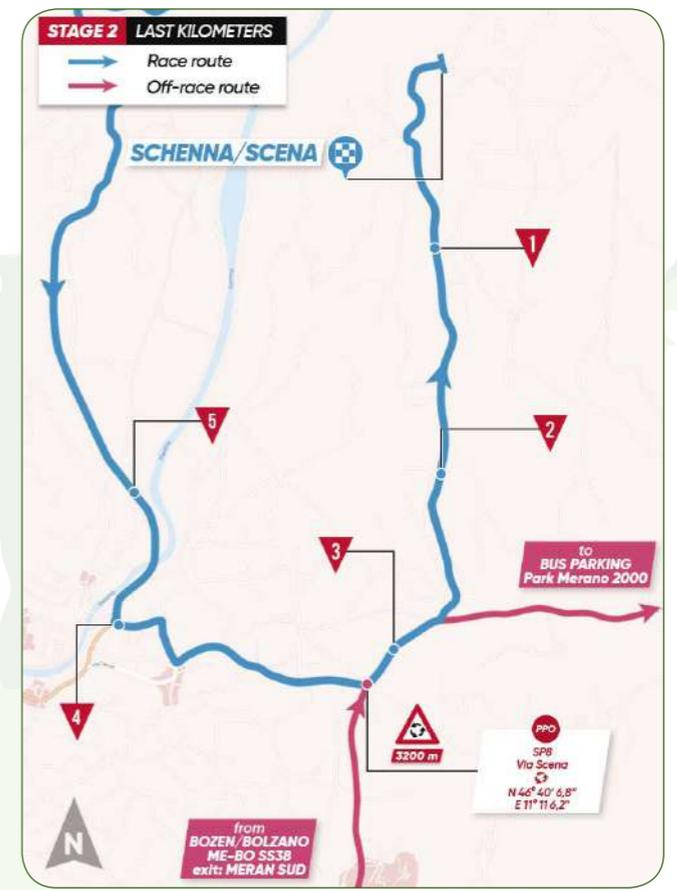 STAGE 2 LAST KILOMETERS
Race route
Off-race route
SCHENNA/SCENA
1
5
2
3
to
BUS PARKING
Park Merano 2000
4
3200 m
PPO
SP8
Via Scena
N 46° 40' 6,8"
E 11° 11 6,2"
from
BOZEN/BOLZANO
ME-BO SS38
exit: MERAN SUD
N